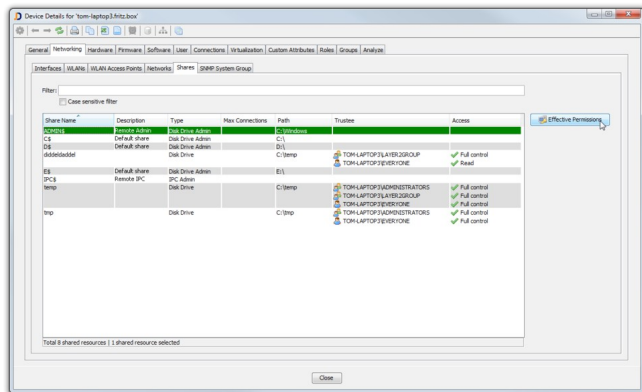 Device Details for 'tom-laptop3.fritz.box'
General Networking Hardware Firmware Software User Connections Virtualization Custom Attributes Roles Groups Analyze
Interfaces WLANs WLAN Access Points Networks Shares SNMP System Group
Filter:
Case sensitive filter
Share Name Description Type Max Connections Path Trustee Access
Effective Permissions
ADMIN$ Remote Admin Disk Drive Admin C:\Windows
C$ Default share Disk Drive Admin C:\
D$ Default share Disk Drive Admin D:\
diddeldaddel Disk Drive C:\temp TOM-LAPTOP3\LAYER2GROUP Full control
TOM-LAPTOP3\EVERYONE Read
E$ Default share Disk Drive Admin E:\
IPC$ Remote IPC IPC Admin
temp Disk Drive C:\temp TOM-LAPTOP3\ADMINISTRATORS Full control
TOM-LAPTOP3\LAYER2GROUP Full control
TOM-LAPTOP3\EVERYONE Full control
tmp Disk Drive C:\tmp TOM-LAPTOP3\ADMINISTRATORS Full control
TOM-LAPTOP3\EVERYONE Full control
Total 8 shared resources | 1 shared resource selected
Close